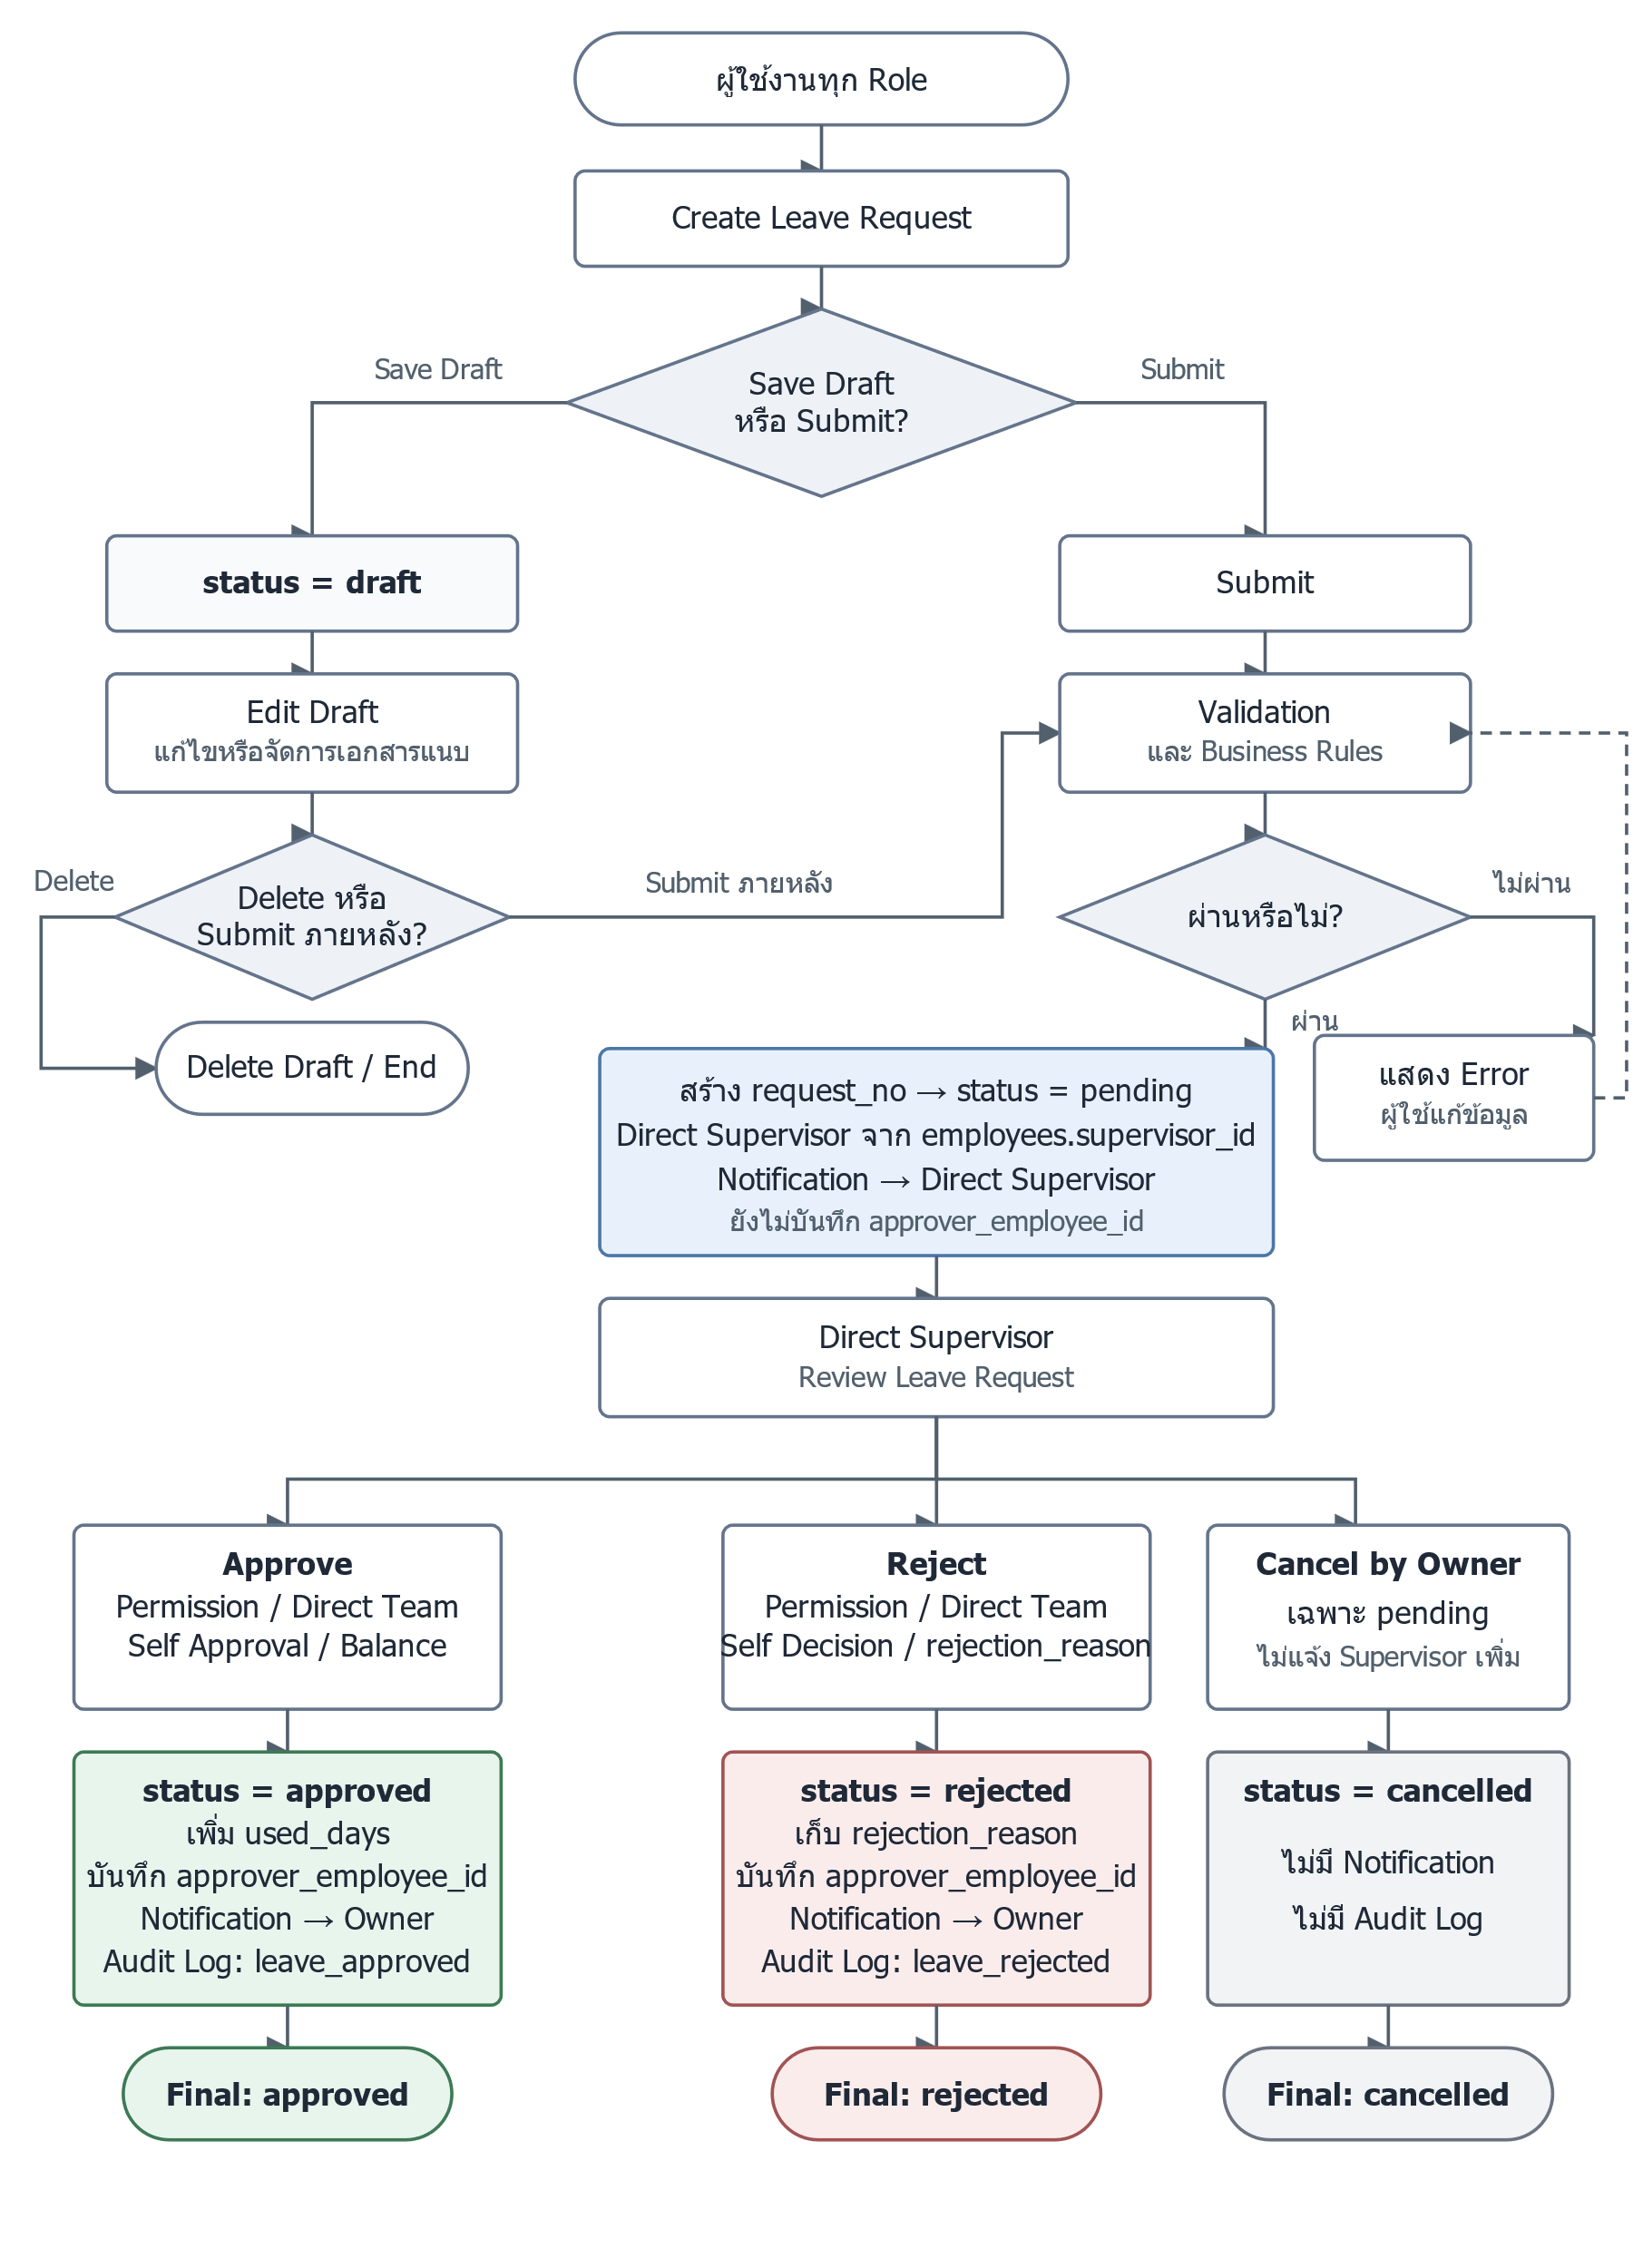 ผู้ใช้งานทุก Role
Create Leave Request
Save Draft
หรือ Submit?
Save Draft
Submit
status = draft
Submit
Edit Draft
แก้ไขหรือจัดการเอกสารแนบ
Validation
และ Business Rules
Delete
Delete หรือ
Submit ภายหลัง?
Submit ภายหลัง
ผ่านหรือไม่?
ไม่ผ่าน
ผ่าน
Delete Draft / End
แสดง Error
ผู้ใช้แก้ข้อมูล
สร้าง request_no → status = pending
Direct Supervisor จาก employees.supervisor_id
Notification → Direct Supervisor
ยังไม่บันทึก approver_employee_id
Direct Supervisor
Review Leave Request
Approve
Permission / Direct Team
Self Approval / Balance
Reject
Permission / Direct Team
Self Decision / rejection_reason
Cancel by Owner
เฉพาะ pending
ไม่แจ้ง Supervisor เพิ่ม
status = approved
เพิ่ม used_days
บันทึก approver_employee_id
Notification → Owner
Audit Log: leave_approved
status = rejected
เก็บ rejection_reason
บันทึก approver_employee_id
Notification → Owner
Audit Log: leave_rejected
status = cancelled
ไม่มี Notification
ไม่มี Audit Log
Final: approved
Final: rejected
Final: cancelled